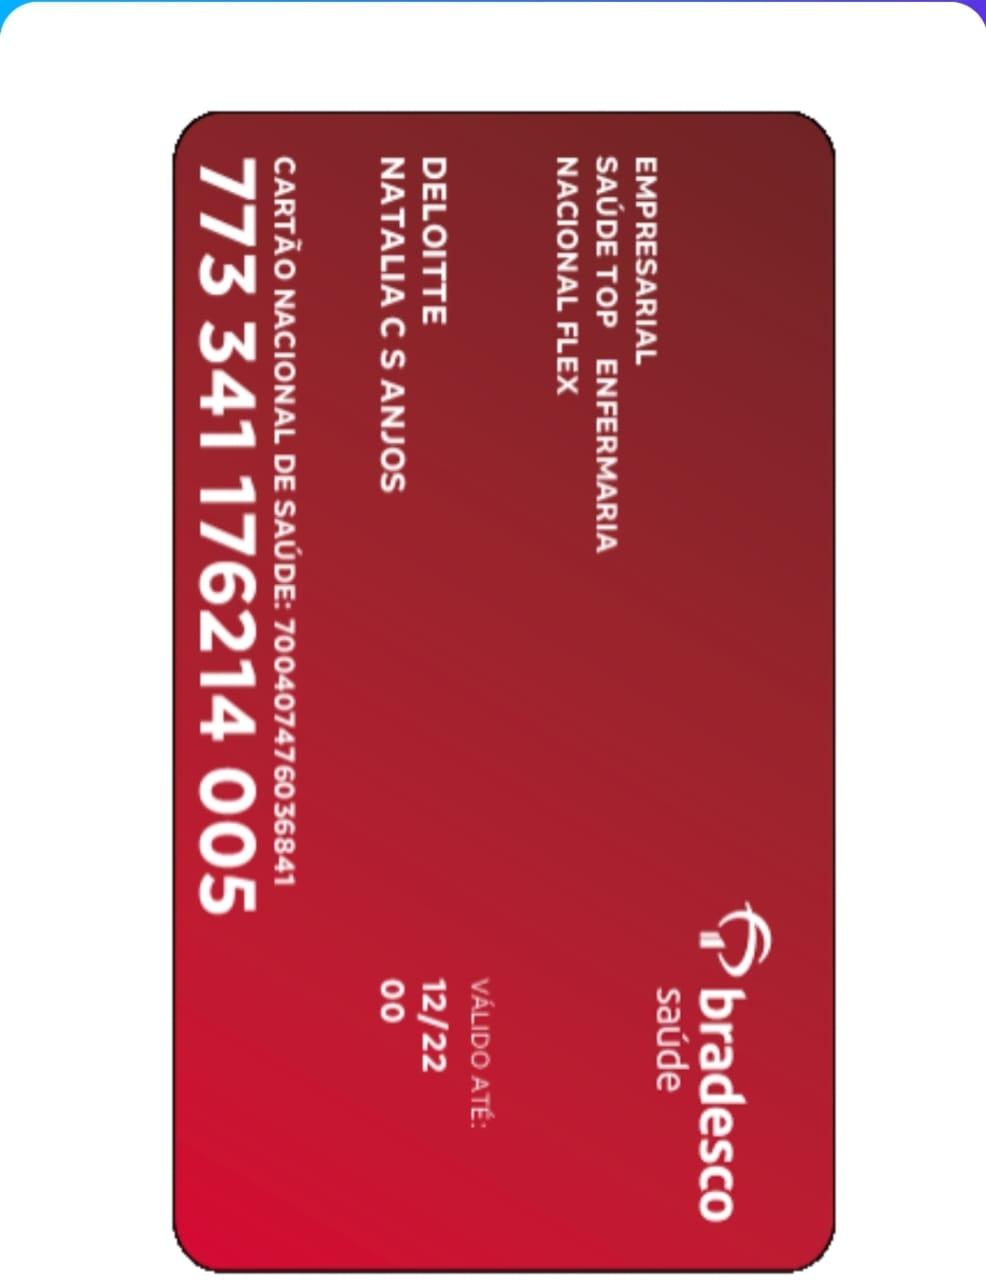 bradesco
saúde
EMPRESARIAL
SAÚDE TOP ENFERMARIA
NACIONAL FLEX
VÁLIDO ATÉ:
DELOITTE 12/22
NATALIA C S ANJOS 00
CARTÃO NACIONAL DE SAÚDE: 700407476036841
773 341 176214 005